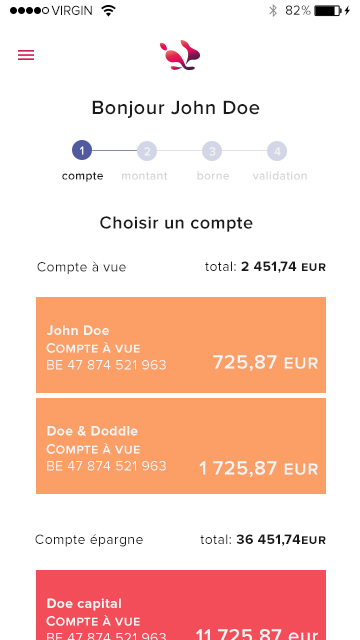 VIRGIN 82%
Bonjour John Doe
1 2 3 4
compte montant borne validation
Choisir un compte
Compte à vue total: 2 451,74 EUR
John Doe
COMPTE À VUE
BE 47 874 521 963 725,87 EUR
Doe & Doddle
COMPTE À VUE
BE 47 874 521 963 1 725,87 EUR
Compte épargne total: 36 451,74EUR
Doe capital
COMPTE À VUE
BE 47 874 521 963 11 725,87 eur